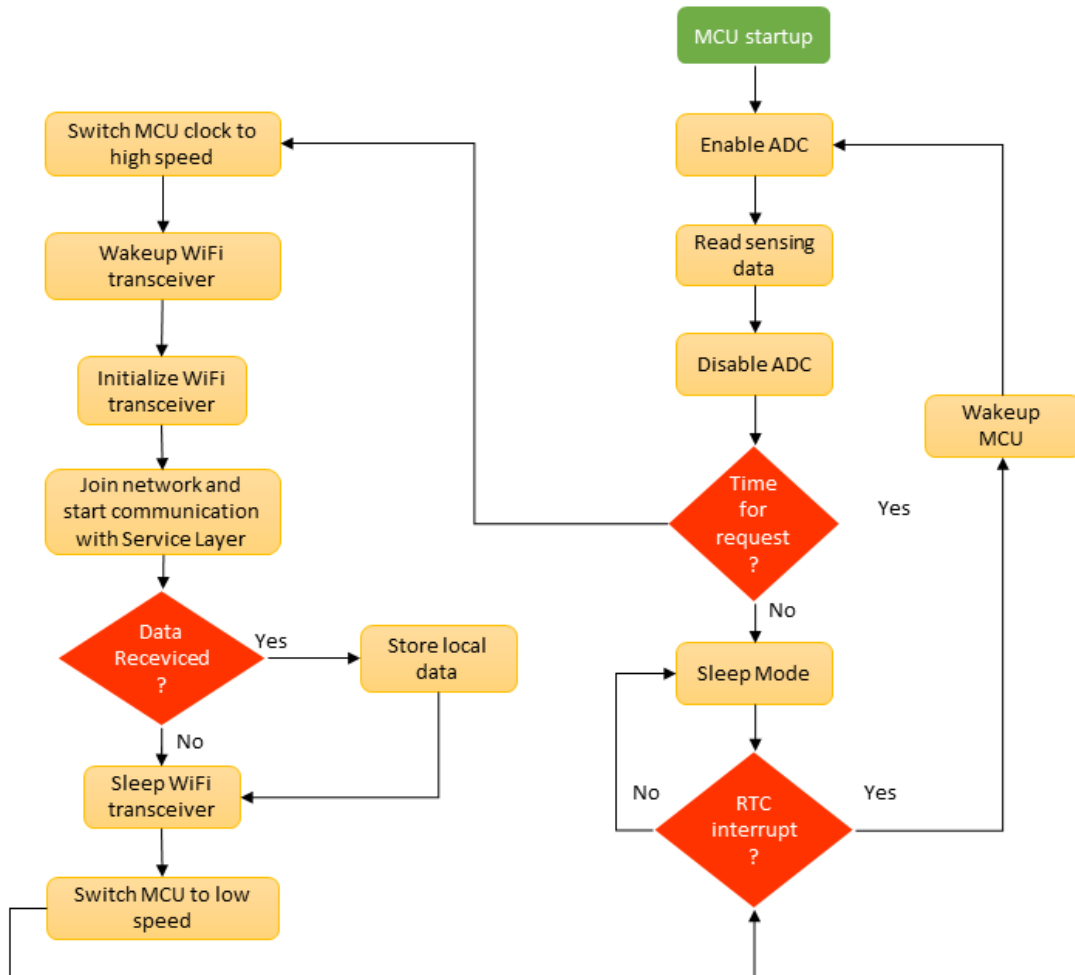 MCU startup
Switch MCU clock to
high speed
Enable ADC
Wakeup WiFi
transceiver
Read sensing
data
Initialize WiFi
transceiver
Disable ADC
Wakeup
MCU
Join network and
start communication
with Service Layer
Time
for
request
?
Yes
No
Data
Receviced
?
Yes
Store local
data
Sleep Mode
No
Sleep WiFi
transceiver
No
RTC
interrupt
?
Yes
Switch MCU to low
speed